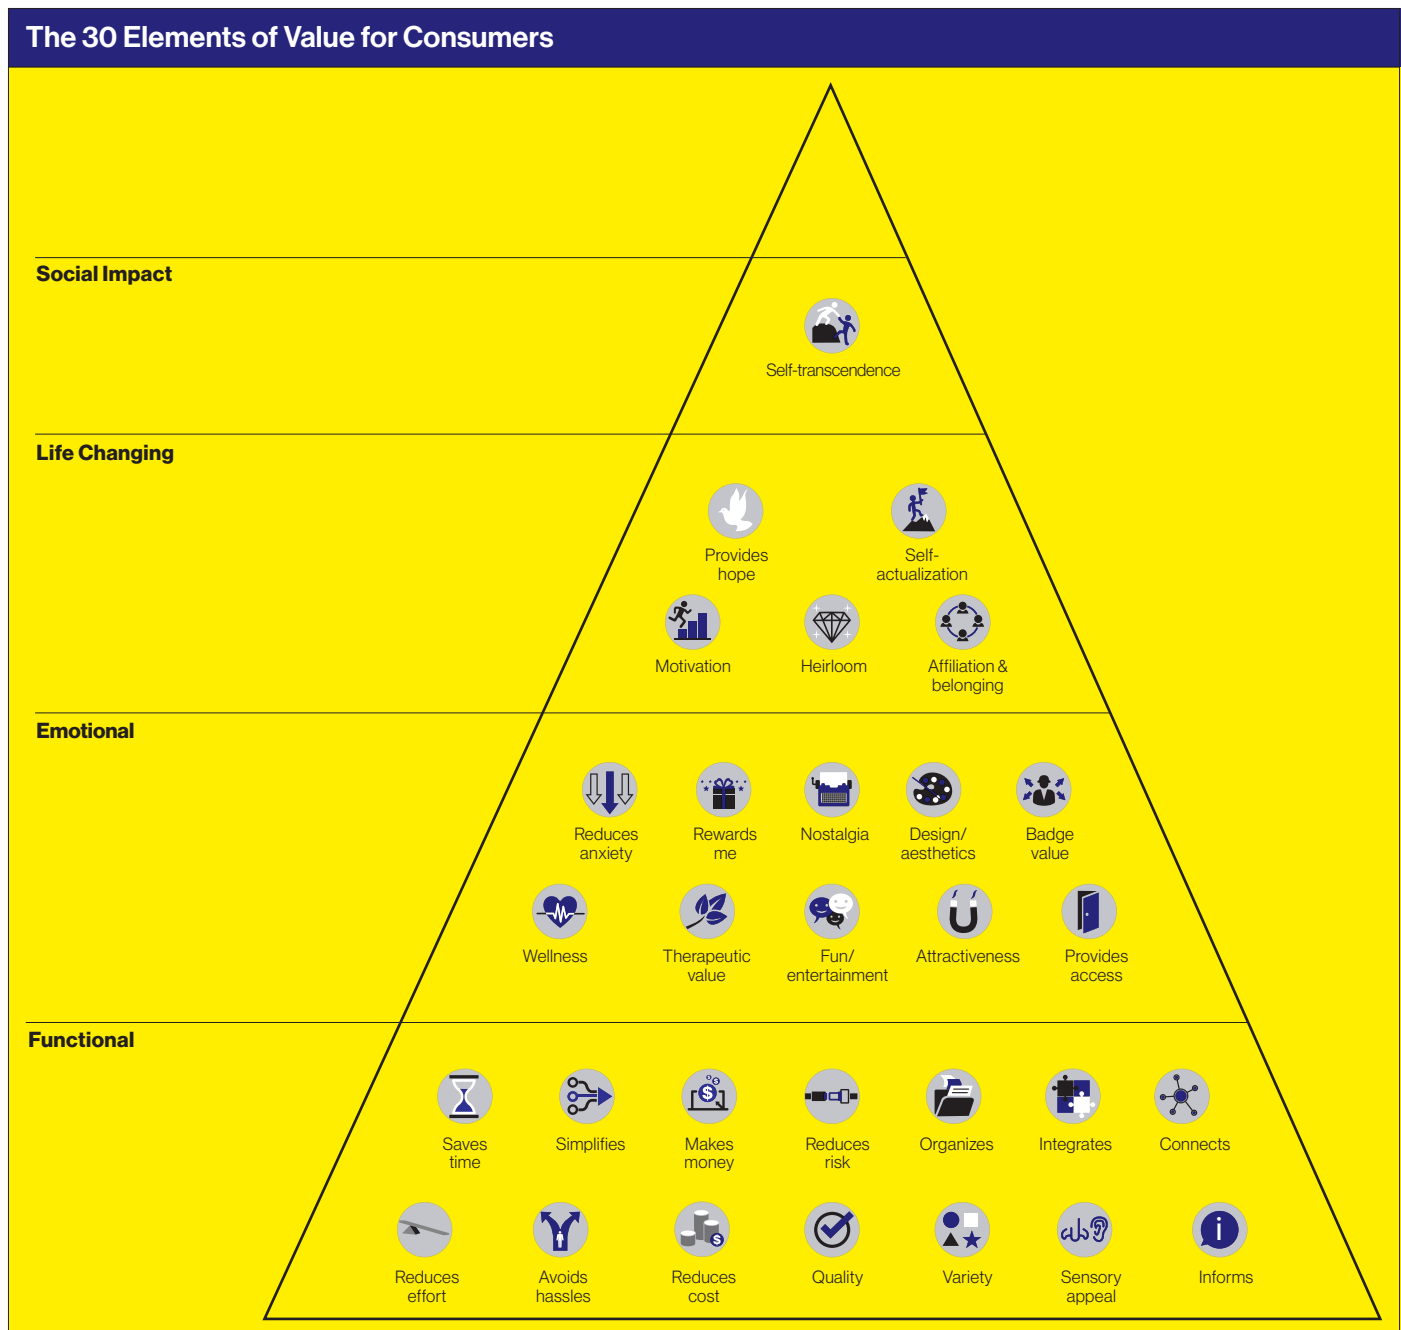 The 30 Elements of Value for Consumers
Social Impact
Self-transcendence
Life Changing
Provides
hope
Self-
actualization
Motivation
Heirloom
Affiliation &
belonging
Emotional
Reduces
anxiety
Rewards
me
Nostalgia
Design/
aesthetics
Badge
value
Wellness
Therapeutic
value
Fun/
entertainment
Attractiveness
Provides
access
Functional
$
$
$
Saves
time
Simplifies
Makes
money
Reduces
risk
Organizes
Integrates
Connects
$
i
Reduces
effort
Avoids
hassles
Reduces
cost
Quality
Variety
Sensory
appeal
Informs